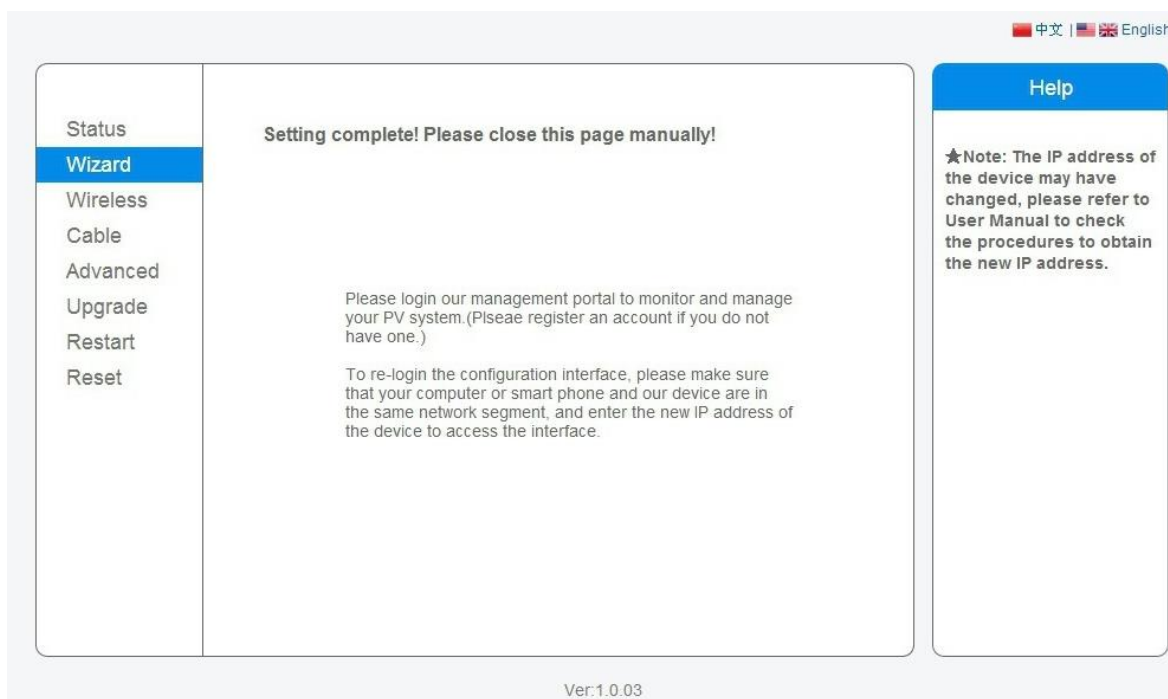 中文 | English
Status
Wizard
Wireless
Cable
Advanced
Upgrade
Restart
Reset
Setting complete! Please close this page manually!
Please login our management portal to monitor and manage
your PV system.(Plseae register an account if you do not
have one.)
To re-login the configuration interface, please make sure
that your computer or smart phone and our device are in
the same network segment, and enter the new IP address of
the device to access the interface.
Help
★Note: The IP address of
the device may have
changed, please refer to
User Manual to check
the procedures to obtain
the new IP address.
Ver:1.0.03